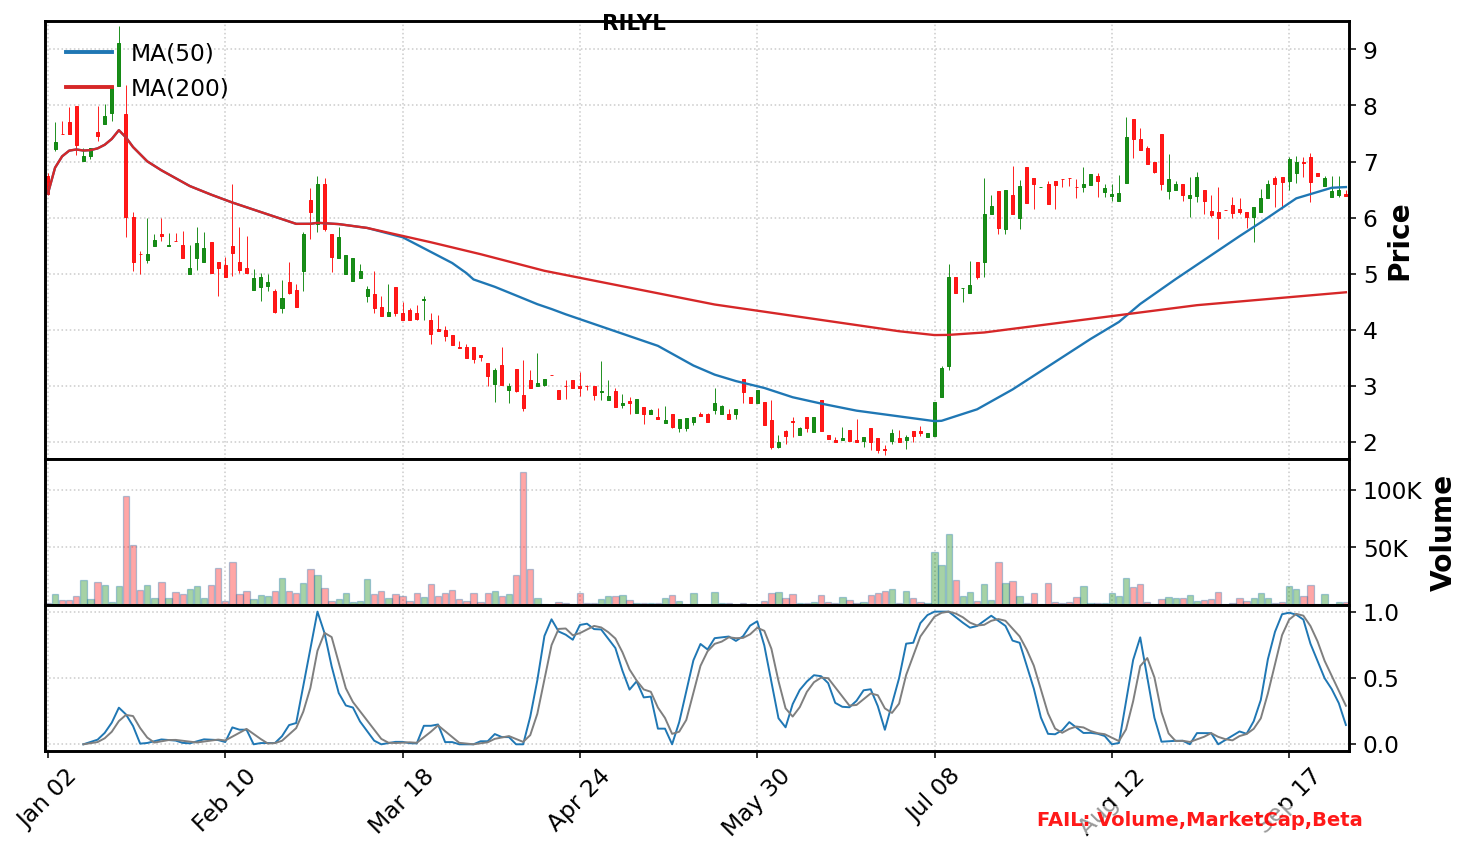 RILYL
MA(50)
MA(200)
9
8
7
6
5
4
3
2
Price
100K
50K
Volume
1.0
0.5
0.0
Jan 02
Feb 10
Mar 18
Apr 24
May 30
Jul 08
Aug 12
Sep 17
FAIL: Volume,MarketCap,Beta